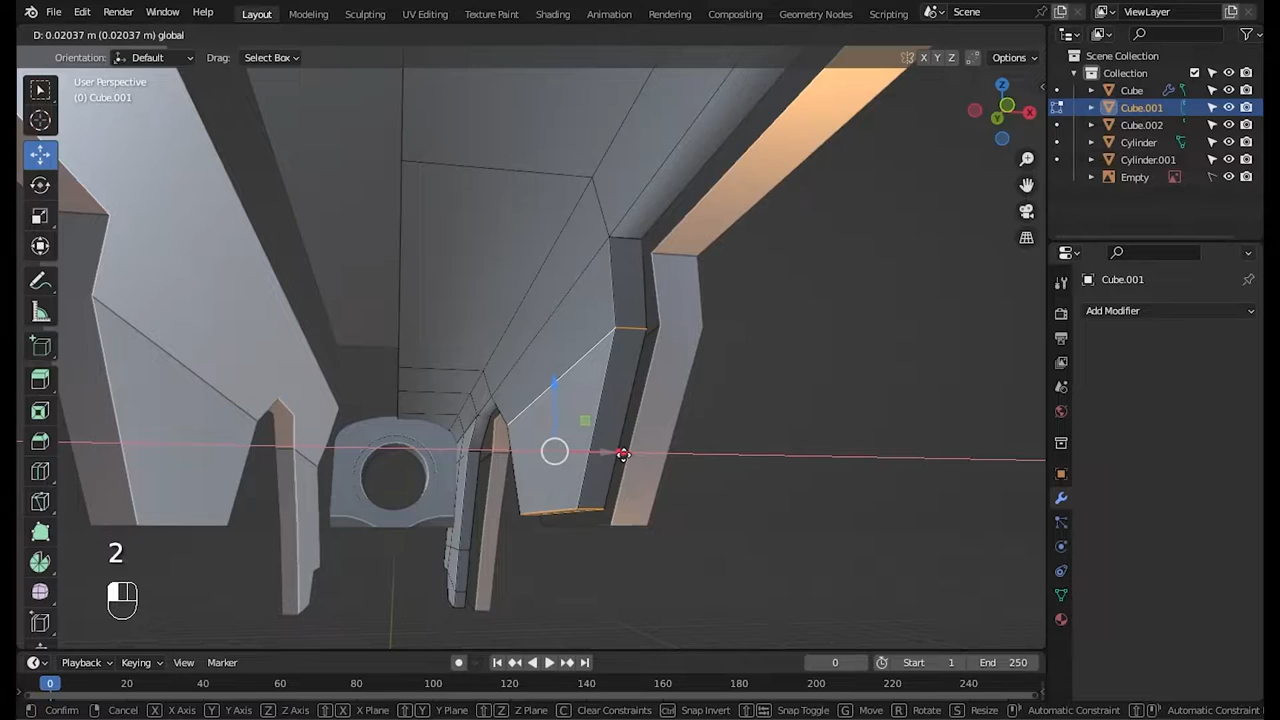 File Edit Render Window Help Layout Modeling Sculpting UV Editing Texture Paint Shading Animation Rendering Compositing Geometry Nodes Scripting Scene ViewLayer
D: 0.02037 m (0.02037 m) global
Orientation: Default Drag: Select Box X Y Z Options
User Perspective
(0) Cube.001
Z
X
Y
Scene Collection
Collection
Cube
Cube.001
Cube.002
Cylinder
Cylinder.001
Empty
Cube.001
Add Modifier
2
Playback Keying View Marker 0 Start 1 End 250
0 20 40 60 80 100 120 140 160 180 200 220 240
Confirm Cancel X X Axis Y Y Axis Z Z Axis X X Plane Y Y Plane Z Z Plane C Clear Constraints Ctrl Snap Invert Snap Toggle G Move R Rotate S Resize Automatic Constraint Automatic Constraint